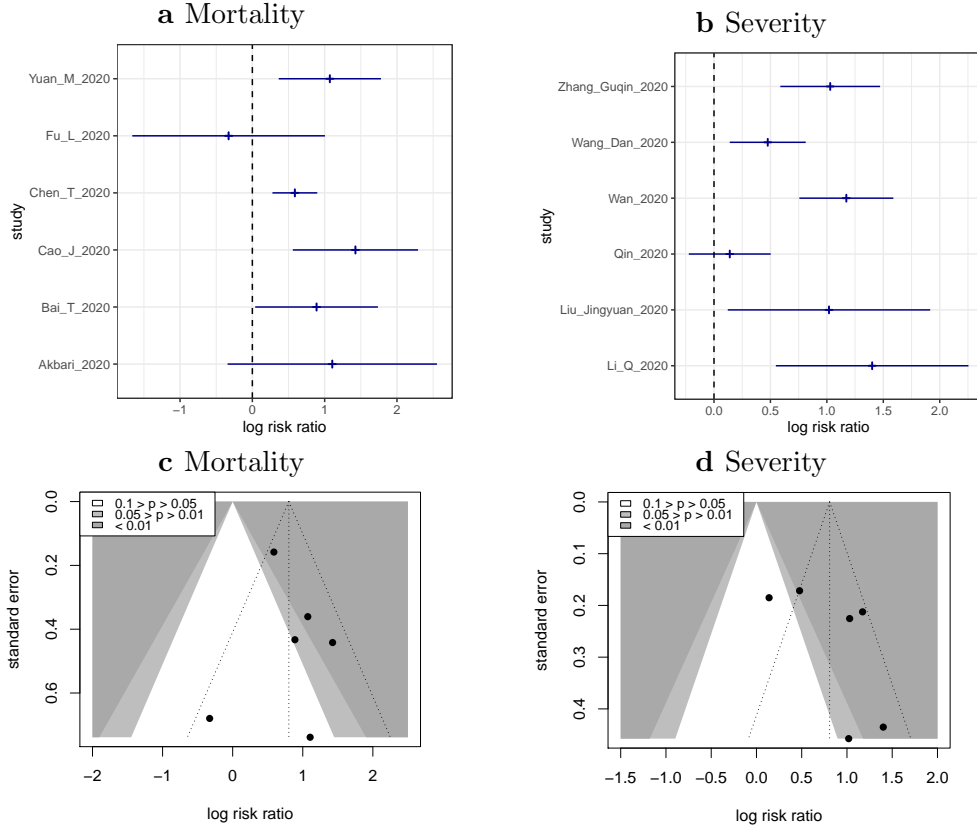 a Mortality
Yuan_M_2020
Fu_L_2020
Chen_T_2020
Cao_J_2020
Bai_T_2020
Akbari_2020
study
−1 0 1 2
log risk ratio
b Severity
Zhang_Guqin_2020
Wang_Dan_2020
Wan_2020
Qin_2020
Liu_Jingyuan_2020
Li_Q_2020
study
0.0 0.5 1.0 1.5 2.0
log risk ratio
c Mortality
0.1 > p > 0.05
0.05 > p > 0.01
< 0.01
0.0
0.2
0.4
0.6
standard error
−2 −1 0 1 2
log risk ratio
d Severity
0.1 > p > 0.05
0.05 > p > 0.01
< 0.01
0.0
0.1
0.2
0.3
0.4
standard error
−1.5 −1.0 −0.5 0.0 0.5 1.0 1.5 2.0
log risk ratio